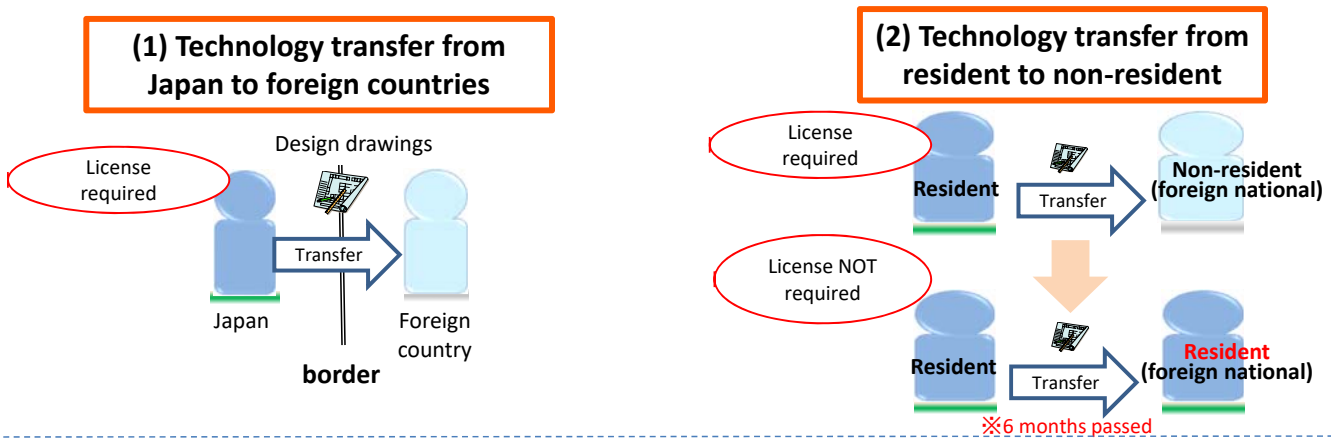 (1) Technology transfer from
Japan to foreign countries
License
required
Design drawings
Transfer
Japan
Foreign
country
border
(2) Technology transfer from
resident to non-resident
License
required
Resident
Transfer
Non-resident
(foreign national)
License NOT
required
Resident
Transfer
Resident
(foreign national)
※6 months passed